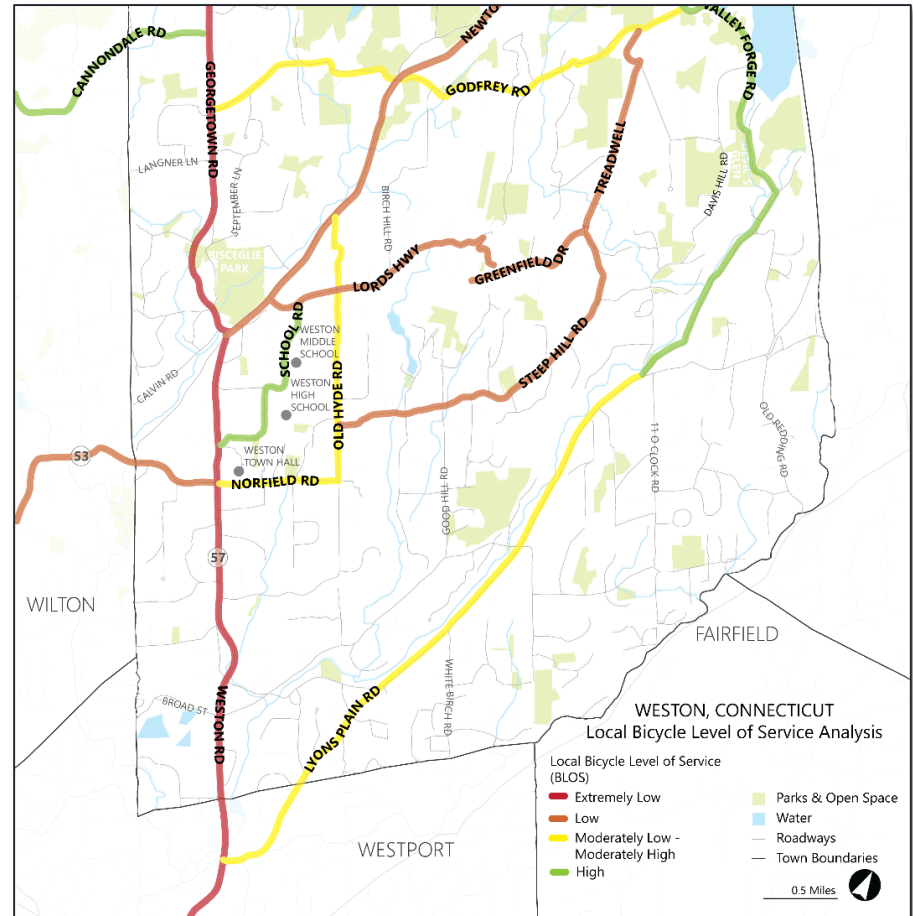 CANNONDALE RD
NEWTO
VALLEY FORGE RD
GEORGETOWN RD
GODFREY RD
LANGNER LN
SEPTEMBER LN
TREADWELL
DAVIS HILL RD
GLEN
BIRCH HILL RD
BISCEGLIE
PARK
LORDS HWY
GREENFIELD DR
SCHOOL RD
WESTON
MIDDLE
SCHOOL
STEEP HILL RD
CALVIN RD
WESTON
HIGH
SCHOOL
OLD HYDE RD
OLD REDDING RD
11 O CLOCK RD
53
WESTON
TOWN HALL
NORFIELD RD
GOOD HILL RD
57
WILTON
FAIRFIELD
WHITE BIRCH RD
BROAD ST
WESTON RD
LYONS PLAIN RD
WESTPORT
WESTON, CONNECTICUT
Local Bicycle Level of Service Analysis
Local Bicycle Level of Service
(BLOS)
Extremely Low
Low
Moderately Low -
Moderately High
High
Parks & Open Space
Water
Roadways
Town Boundaries
0.5 Miles